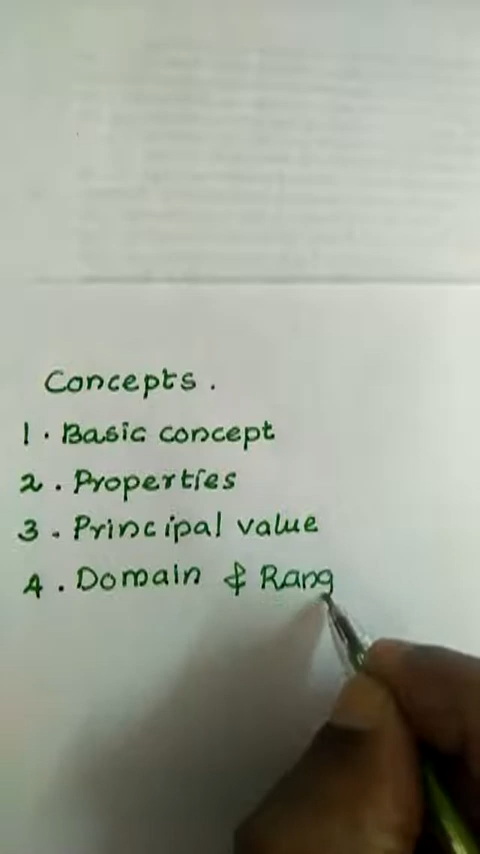 Concepts.
1. Basic concept
2. Properties
3. Principal value
4. Domain & Rang